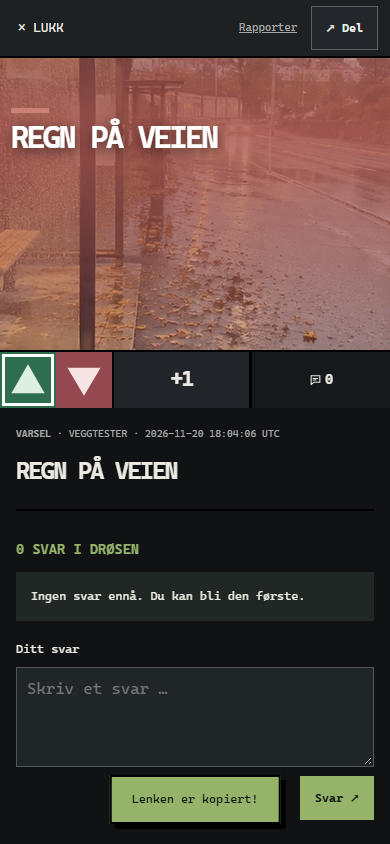 × LUKK
Rapporter
↗ Del
REGN PÅ VEIEN
+1
0
VARSEL · VEGGTESTER · 2026-11-20 18:04:06 UTC
REGN PÅ VEIEN
0 SVAR I DRØSEN
Ingen svar ennå. Du kan bli den første.
Ditt svar
Skriv et svar …
Lenken er kopiert!
Svar ↗